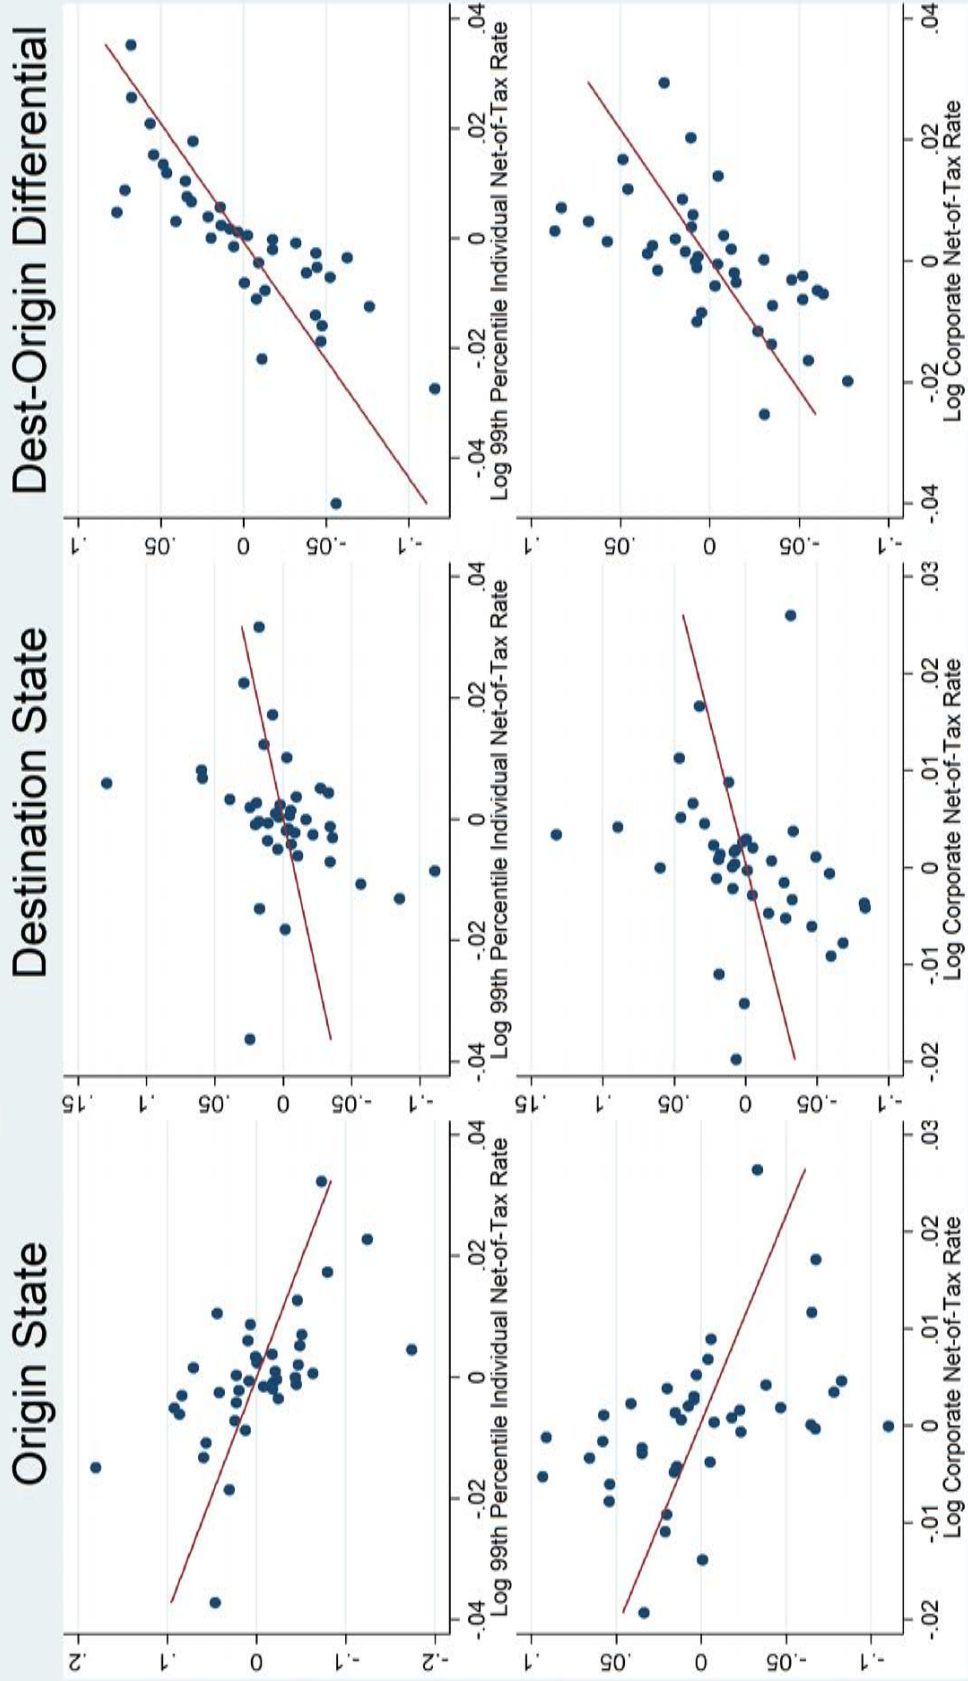 Origin State
.2
.1
0
-.1
-.2
-.04 -.02 0 .02 .04
Log 99th Percentile Individual Net-of-Tax Rate
Destination State
.15
.1
.05
0
-.05
-.1
-.04 -.02 0 .02 .04
Log 99th Percentile Individual Net-of-Tax Rate
Dest-Origin Differential
.1
.05
0
-.05
-.1
-.04 -.02 0 .02 .04
Log 99th Percentile Individual Net-of-Tax Rate
.1
.05
0
-.05
-.1
-.02 -.01 0 .01 .02 .03
Log Corporate Net-of-Tax Rate
.15
.1
.05
0
-.05
-.1
-.02 -.01 0 .01 .02 .03
Log Corporate Net-of-Tax Rate
.1
.05
0
-.05
-.1
-.04 -.02 0 .02 .04
Log Corporate Net-of-Tax Rate